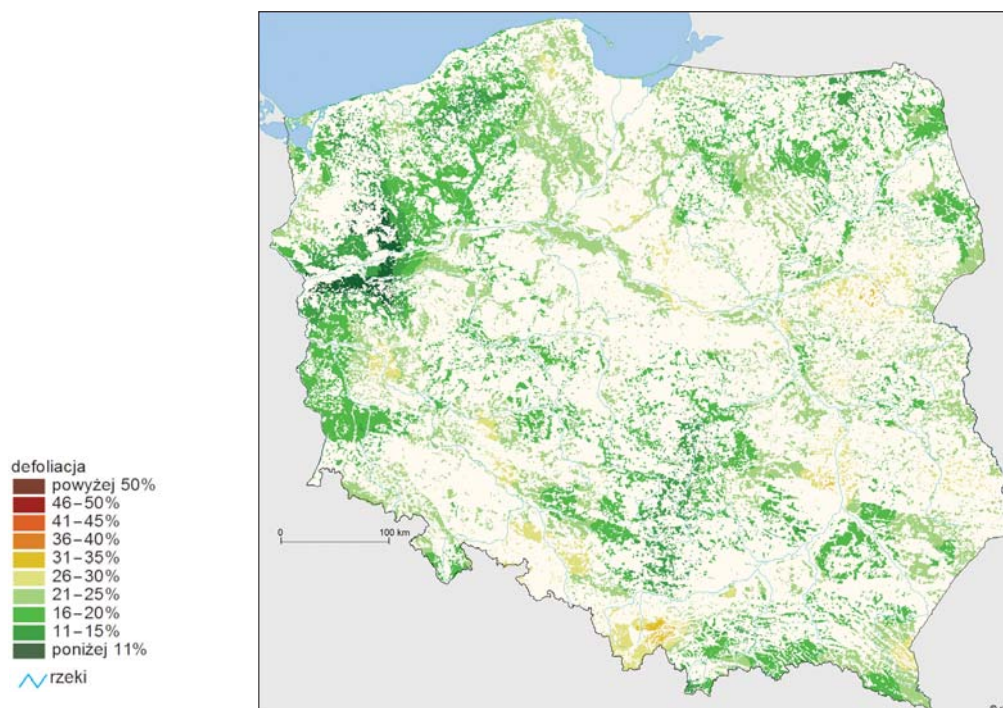 defoliacja
powyżej 50%
46–50%
41–45%
36–40%
31–35%
26–30%
21–25%
16–20%
11–15%
poniżej 11%
rzeki
0 100 km